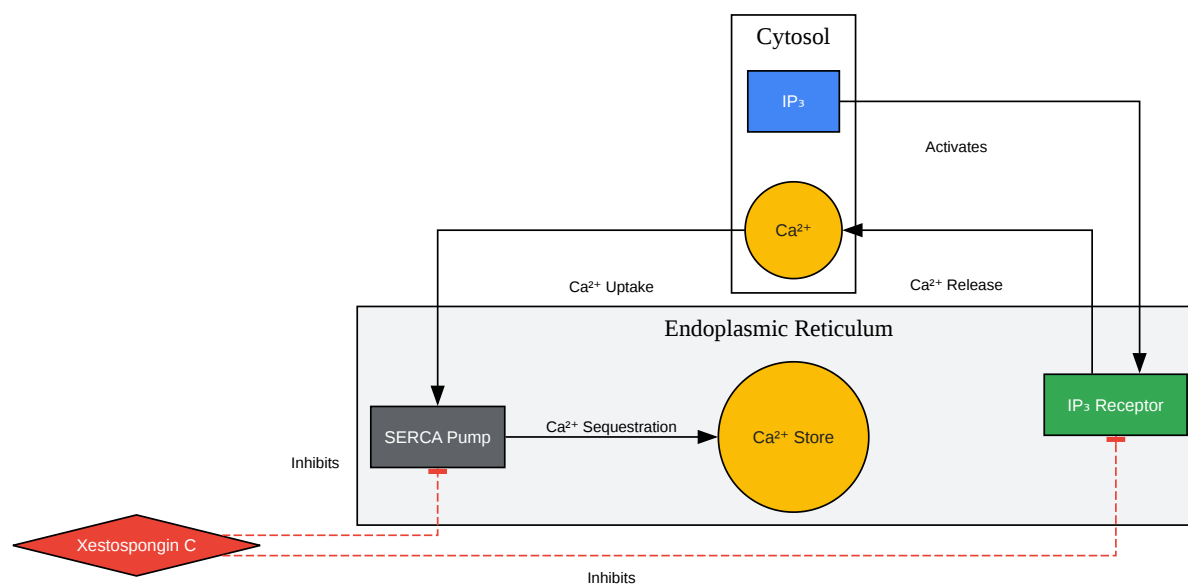 Cytosol
IP₃
Activates
Ca²⁺
Ca²⁺ Uptake
Ca²⁺ Release
Endoplasmic Reticulum
IP₃ Receptor
SERCA Pump
Ca²⁺ Sequestration
Ca²⁺ Store
Inhibits
Xestospongin C
Inhibits